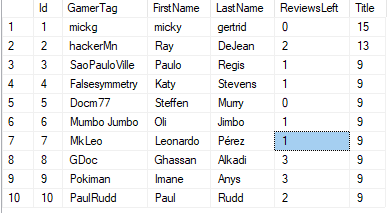 Id GamerTag FirstName LastName ReviewsLeft Title
1 1 mickg micky gertrid 0 15
2 2 hackerMn Ray DeJean 2 13
3 3 SaoPauloVille Paulo Regis 1 9
4 4 Falsesymmetry Katy Stevens 1 9
5 5 Docm77 Steffen Murry 0 9
6 6 Mumbo Jumbo Oli Jimbo 1 9
7 7 MkLeo Leonardo Pérez 1 9
8 8 GDoc Ghassan Alkadi 3 9
9 9 Pokiman Imane Anys 3 9
10 10 PaulRudd Paul Rudd 2 9